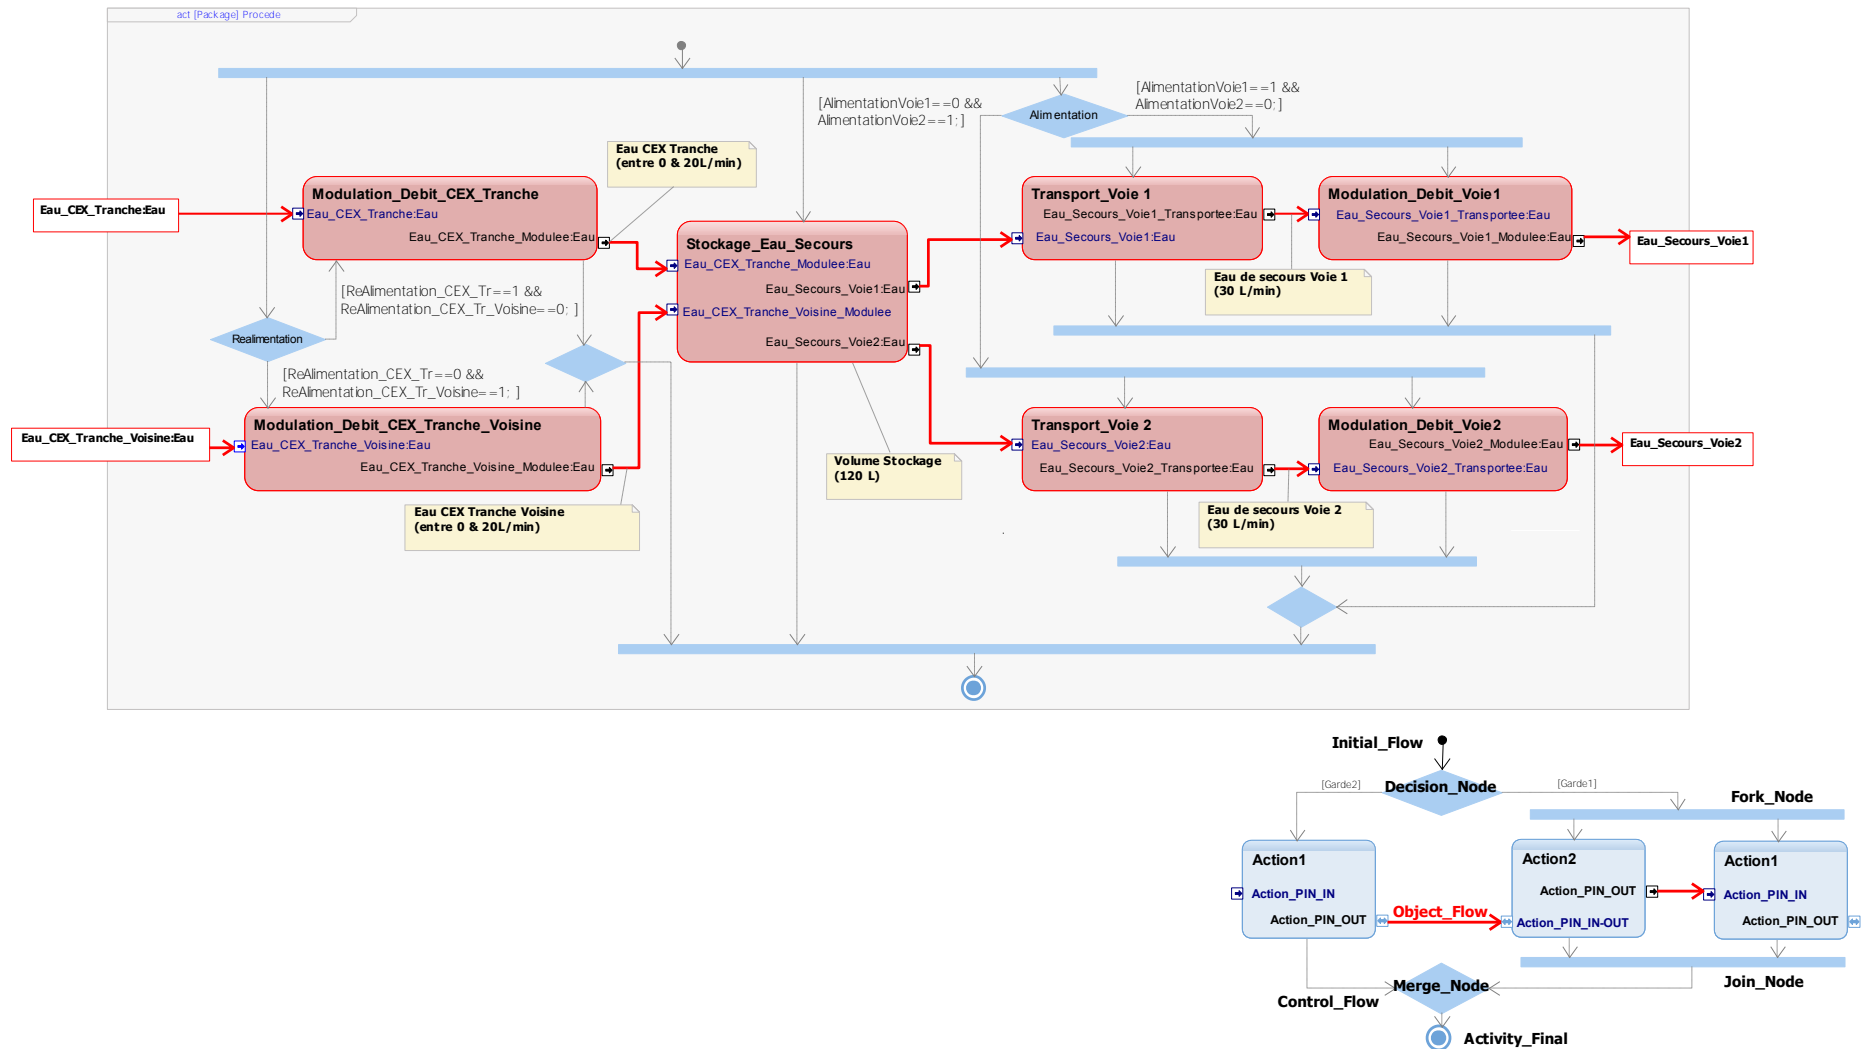 act [Package] Procede
[AlimentationVoie1==0 &&
AlimentationVoie2==1; ]
Alimentation
[AlimentationVoie1==1 &&
AlimentationVoie2==0; ]
Eau CEX Tranche
(entre 0 & 20L/min)
Eau_CEX_Tranche:Eau
Modulation_Debit_CEX_Tranche
Eau_CEX_Tranche:Eau
Eau_CEX_Tranche_Modulee:Eau
Stockage_Eau_Secours
Eau_CEX_Tranche_Modulee:Eau
Eau_Secours_Voie1:Eau
Eau_CEX_Tranche_Voisine_Modulee
Eau_Secours_Voie2:Eau
Transport_Voie 1
Eau_Secours_Voie1_Transportee:Eau
Eau_Secours_Voie1:Eau
Modulation_Debit_Voie1
Eau_Secours_Voie1_Transportee:Eau
Eau_Secours_Voie1_Modulee:Eau
Eau_Secours_Voie1
Eau de secours Voie 1
(30 L/min)
[ReAlimentation_CEX_Tr==1 &&
ReAlimentation_CEX_Tr_Voisine==0; ]
Realimentation
[ReAlimentation_CEX_Tr==0 &&
ReAlimentation_CEX_Tr_Voisine==1; ]
Eau_CEX_Tranche_Voisine:Eau
Modulation_Debit_CEX_Tranche_Voisine
Eau_CEX_Tranche_Voisine:Eau
Eau_CEX_Tranche_Voisine_Modulee:Eau
Eau CEX Tranche Voisine
(entre 0 & 20L/min)
Volume Stockage
(120 L)
Transport_Voie 2
Eau_Secours_Voie2:Eau
Eau_Secours_Voie2_Transportee:Eau
Modulation_Debit_Voie2
Eau_Secours_Voie2_Modulee:Eau
Eau_Secours_Voie2_Transportee:Eau
Eau_Secours_Voie2
Eau de secours Voie 2
(30 L/min)
Initial_Flow
[Garde2]
Decision_Node
[Garde1]
Fork_Node
Action1
Action_PIN_IN
Action_PIN_OUT
Object_Flow
Action2
Action_PIN_OUT
Action_PIN_IN-OUT
Action1
Action_PIN_IN
Action_PIN_OUT
Merge_Node
Join_Node
Control_Flow
Activity_Final